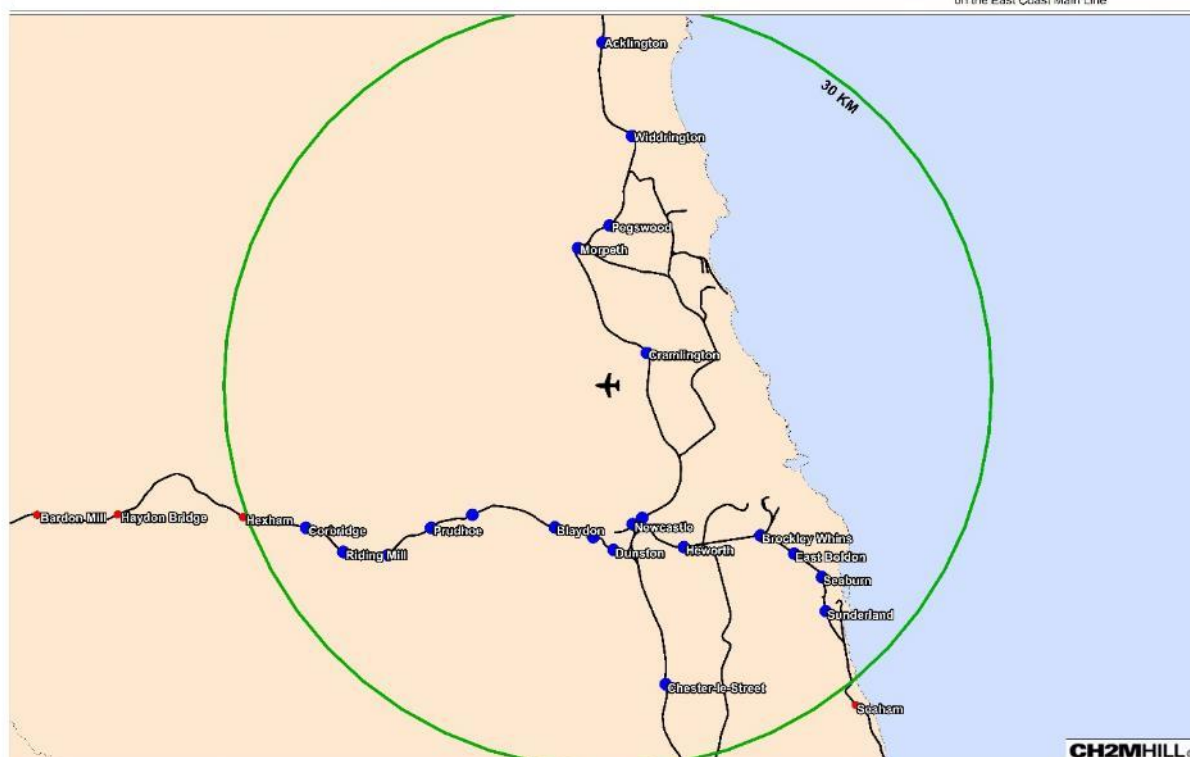 on the East Coast Main Line
Acklington
30 KM
Widdrington
Pegswood
Morpeth
Cramlington
Bardon Mill
Haydon Bridge
Hexham
Corbridge
Riding Mill
Prudhoe
Blaydon
Dunston
Newcastle
Heworth
Brockley Whins
East Boldon
Seaburn
Sunderland
Chester-le-Street
Seaham
CH2MHILL